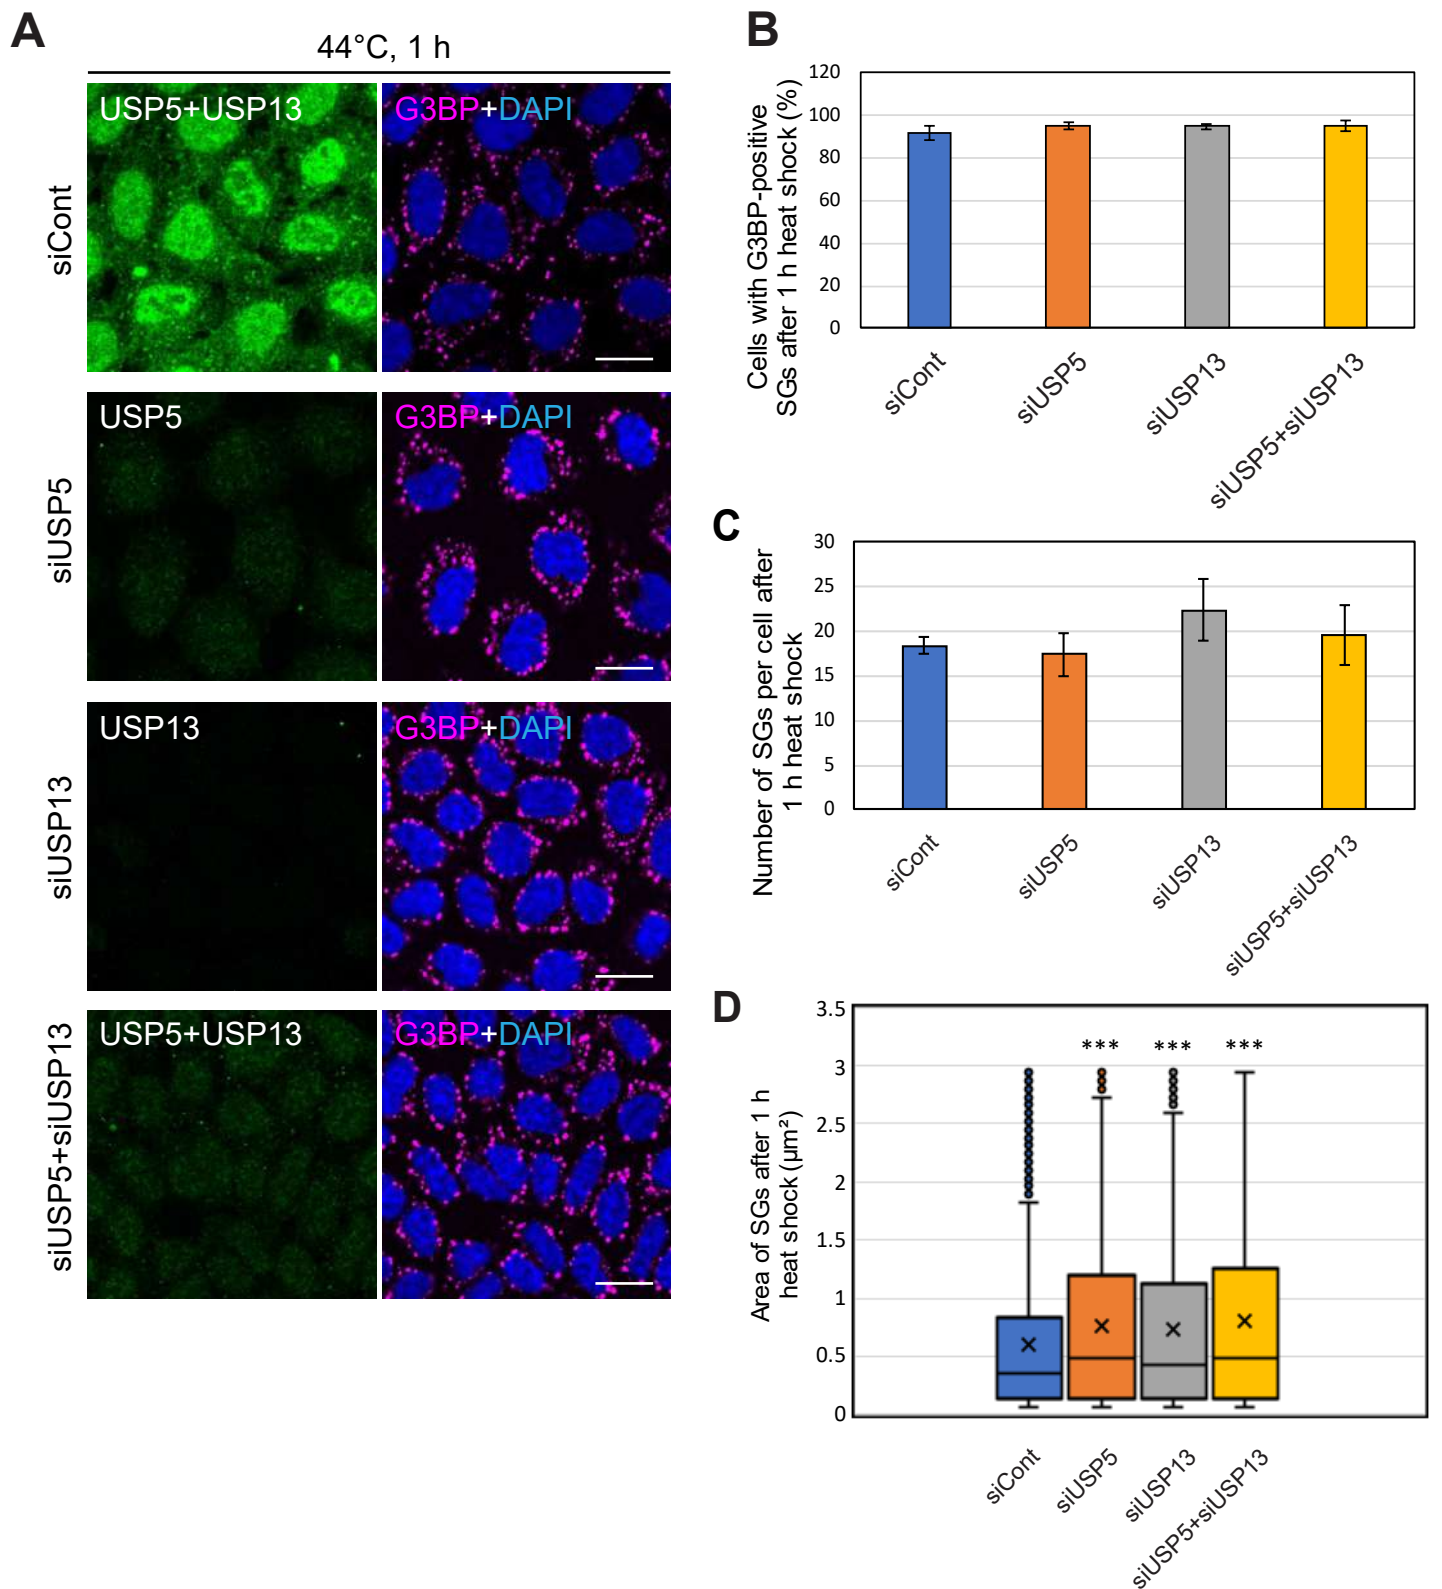 A
44°C, 1 h
siCont
USP5+USP13
G3BP+DAPI
siUSP5
USP5
G3BP+DAPI
siUSP13
USP13
G3BP+DAPI
siUSP5+siUSP13
USP5+USP13
G3BP+DAPI
B
Cells with G3BP-positive
SGs after 1 h heat shock (%)
120
100
80
60
40
20
0
siCont
siUSP5
siUSP13
siUSP5+siUSP13
C
Number of SGs per cell after
1 h heat shock
30
25
20
15
10
5
0
siCont
siUSP5
siUSP13
siUSP5+siUSP13
D
Area of SGs after 1 h
heat shock (µm²)
3.5
3
2.5
2
1.5
1
0.5
0
*** *** ***
siCont
siUSP5
siUSP13
siUSP5+siUSP13